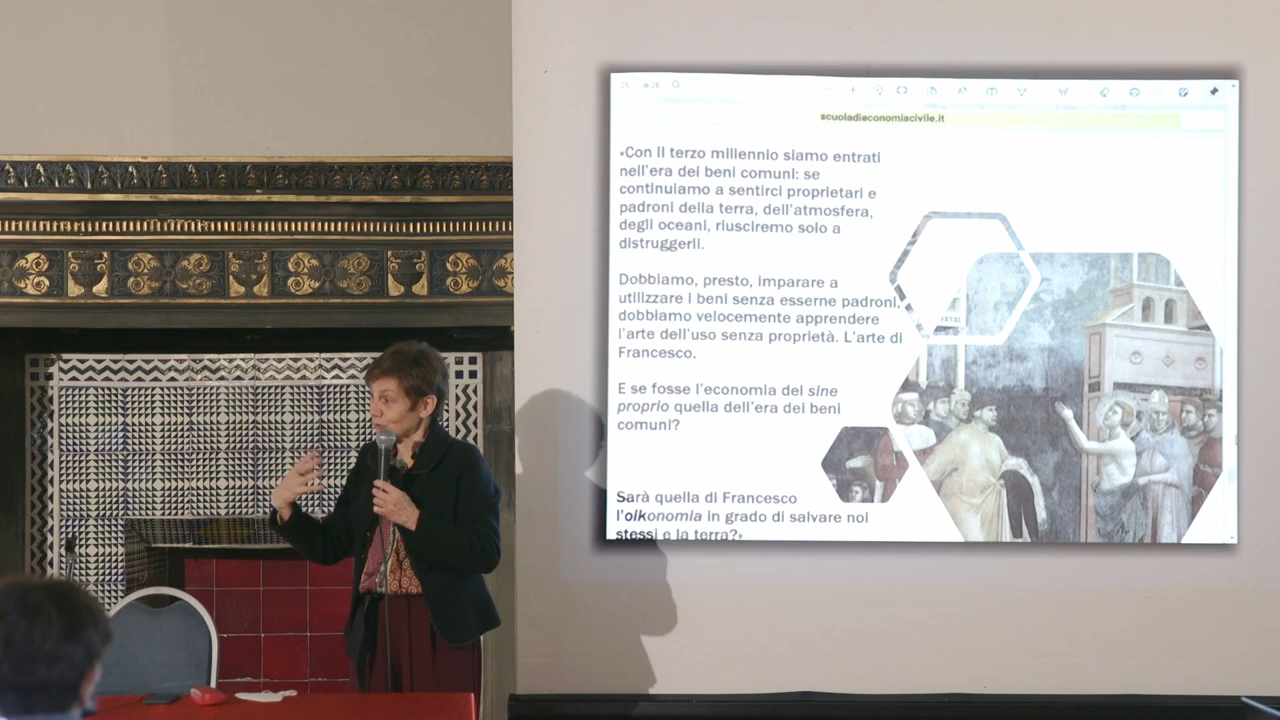 scuoladieconomiacivile.it
«Con il terzo millennio siamo entrati
nell'era dei beni comuni: se
continuiamo a sentirci proprietari e
padroni della terra, dell'atmosfera,
degli oceani, riusciremo solo a
distruggerli.
Dobbiamo, presto, imparare a
utilizzare i beni senza esserne padroni,
dobbiamo velocemente apprendere
l'arte dell'uso senza proprietà. L'arte di
Francesco.
E se fosse l'economia del sine
proprio quella dell'era dei beni
comuni?
Sarà quella di Francesco
l'oikonomia in grado di salvare noi
stessi e la terra?»